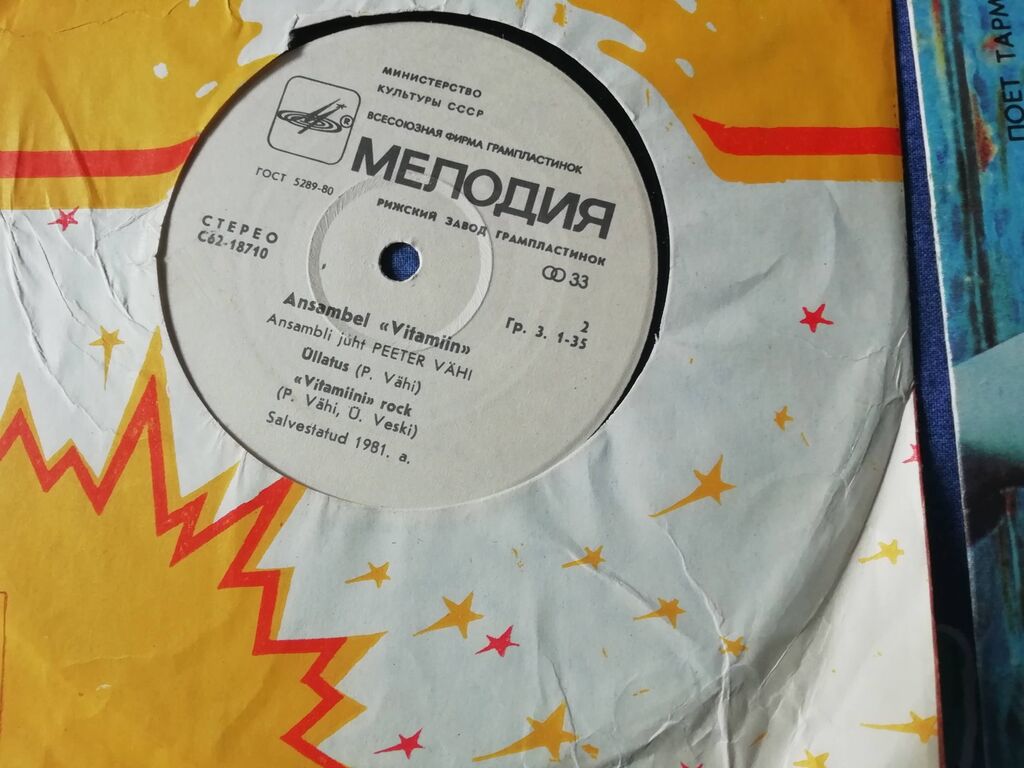 МИНИСТЕРСТВО
КУЛЬТУРЫ СССР
ВСЕСОЮЗНАЯ ФИРМА ГРАМПЛАСТИНОК
®
МЕЛОДИЯ
ГОСТ 5289-80
РИЖСКИЙ ЗАВОД ГРАМПЛАСТИНОК
СТЕРЕО
С62-18710
33
2
Гр. 3. 1-35
Ansambel «Vitamiin»
Ansambli juht PEETER VÄHI
Üllatus (P. Vähi)
«Vitamiini» rock
(P. Vähi, Ü. Veski)
Salvestatud 1981. a.
ПОЕТ ТАРМ